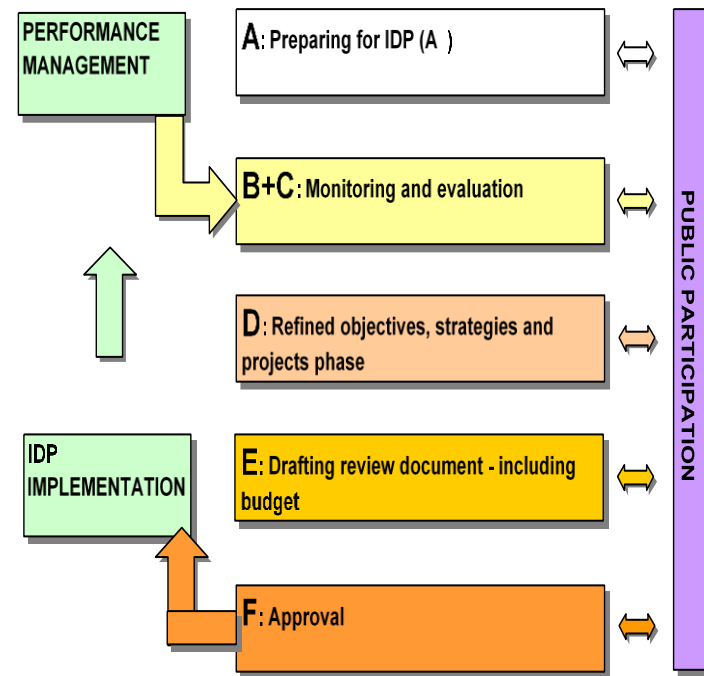 PERFORMANCE
MANAGEMENT
A: Preparing for IDP (A  )
B+C: Monitoring and evaluation
D: Refined objectives, strategies and
projects phase
IDP
IMPLEMENTATION
E: Drafting review document - including
budget
F: Approval
PUBLIC PARTICIPATION